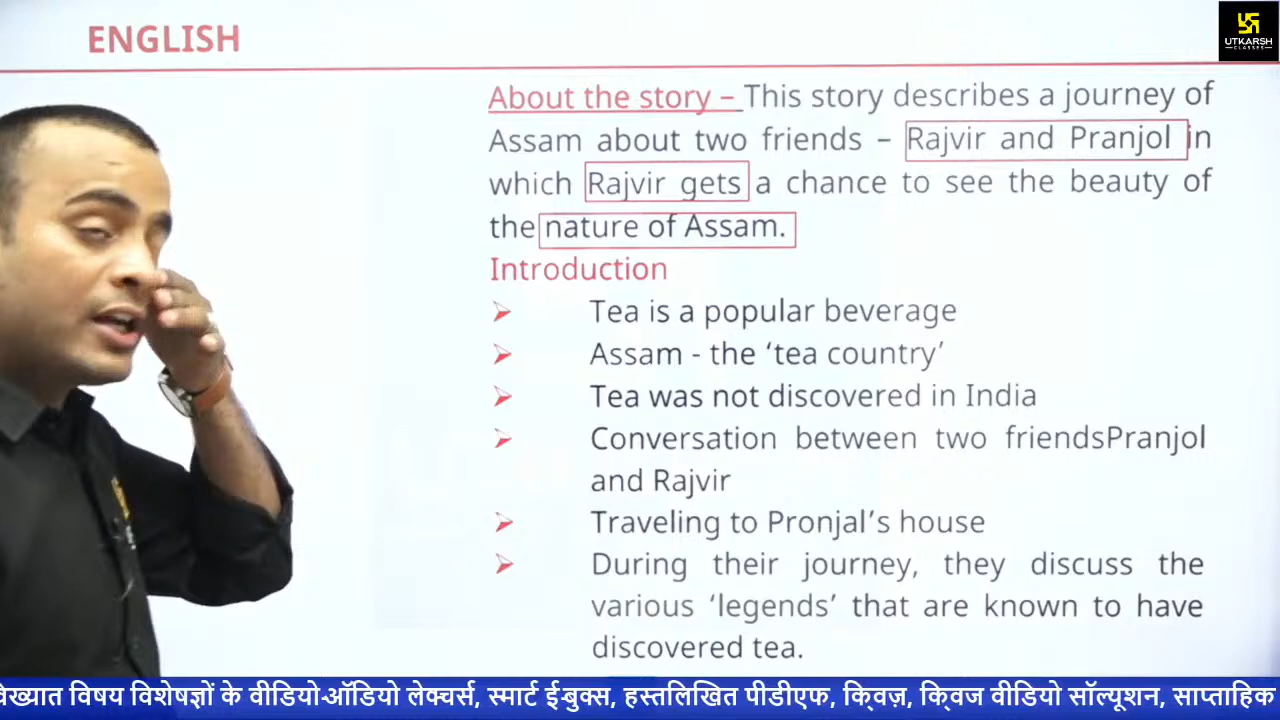 ENGLISH
UTKARSH
CLASSES
About the story – This story describes a journey of
Assam about two friends – Rajvir and Pranjol in
which Rajvir gets a chance to see the beauty of
the nature of Assam.
Introduction
Tea is a popular beverage
Assam - the ‘tea country’
Tea was not discovered in India
Conversation between two friendsPranjol
and Rajvir
Traveling to Pronjal’s house
During their journey, they discuss the
various ‘legends’ that are known to have
discovered tea.
विख्यात विषय विशेषज्ञों के वीडियो-ऑडियो लेक्चर्स, स्मार्ट ई-बुक्स, हस्तलिखित पीडीएफ, क्विज़, क्विज वीडियो सॉल्यूशन, साप्ताहिक